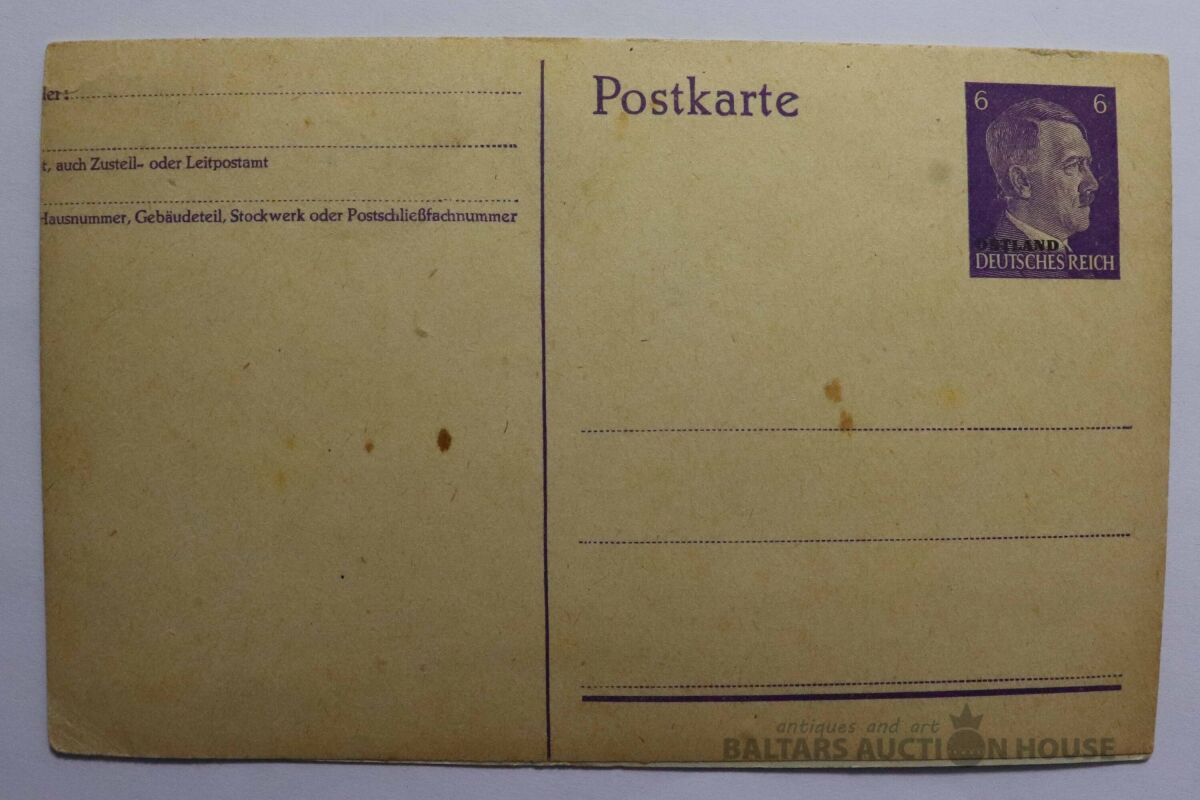 ler:
t, auch Zustell- oder Leitpostamt
Hausnummer, Gebäudeteil, Stockwerk oder Postschließfachnummer
Postkarte
6 6
OSTLAND
DEUTSCHES REICH
antiques and art
BALTARS AUCTION HOUSE